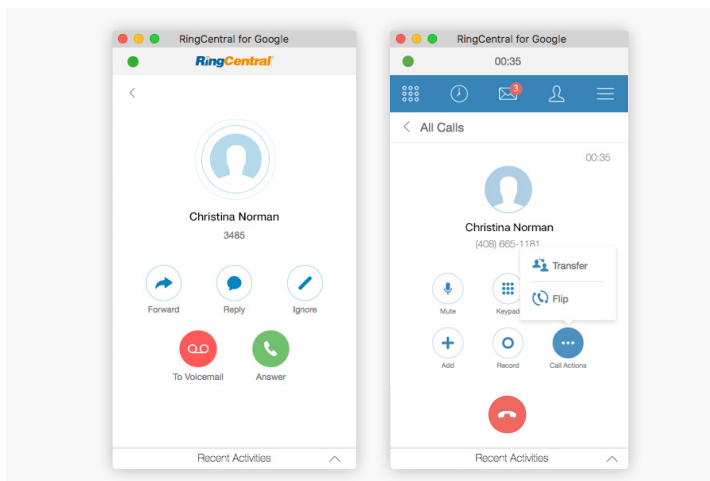 RingCentral for Google
RingCentral
Christina Norman
3485
Forward Reply Ignore
To Voicemail Answer
Recent Activities
RingCentral for Google
00:35
3
All Calls
00:35
Christina Norman
(408) 665-1181
Transfer
Flip
Mute Keypad
Add Record Call Actions
Recent Activities